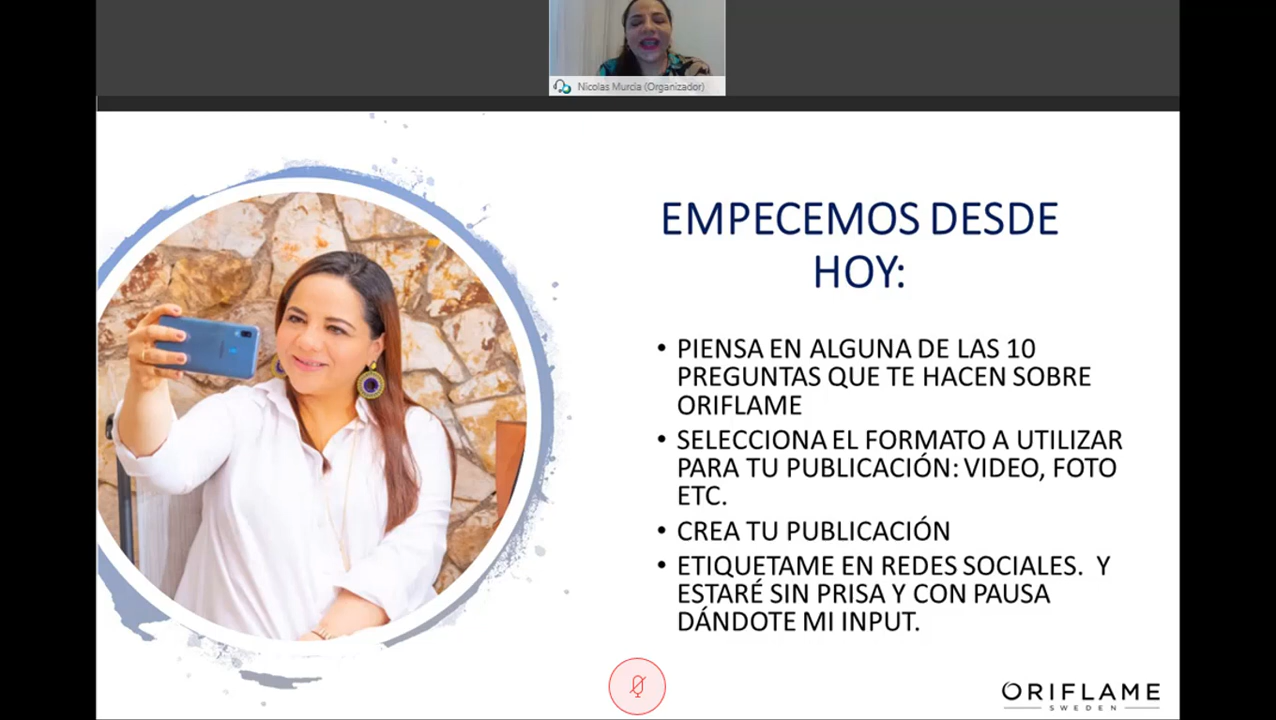 Nicolas Murcia (Organizador)
EMPECEMOS DESDE
HOY:
• PIENSA EN ALGUNA DE LAS 10
PREGUNTAS QUE TE HACEN SOBRE
ORIFLAME
• SELECCIONA EL FORMATO A UTILIZAR
PARA TU PUBLICACIÓN: VIDEO, FOTO
ETC.
• CREA TU PUBLICACIÓN
• ETIQUETAME EN REDES SOCIALES. Y
ESTARÉ SIN PRISA Y CON PAUSA
DÁNDOTE MI INPUT.
ORIFLAME
SWEDEN